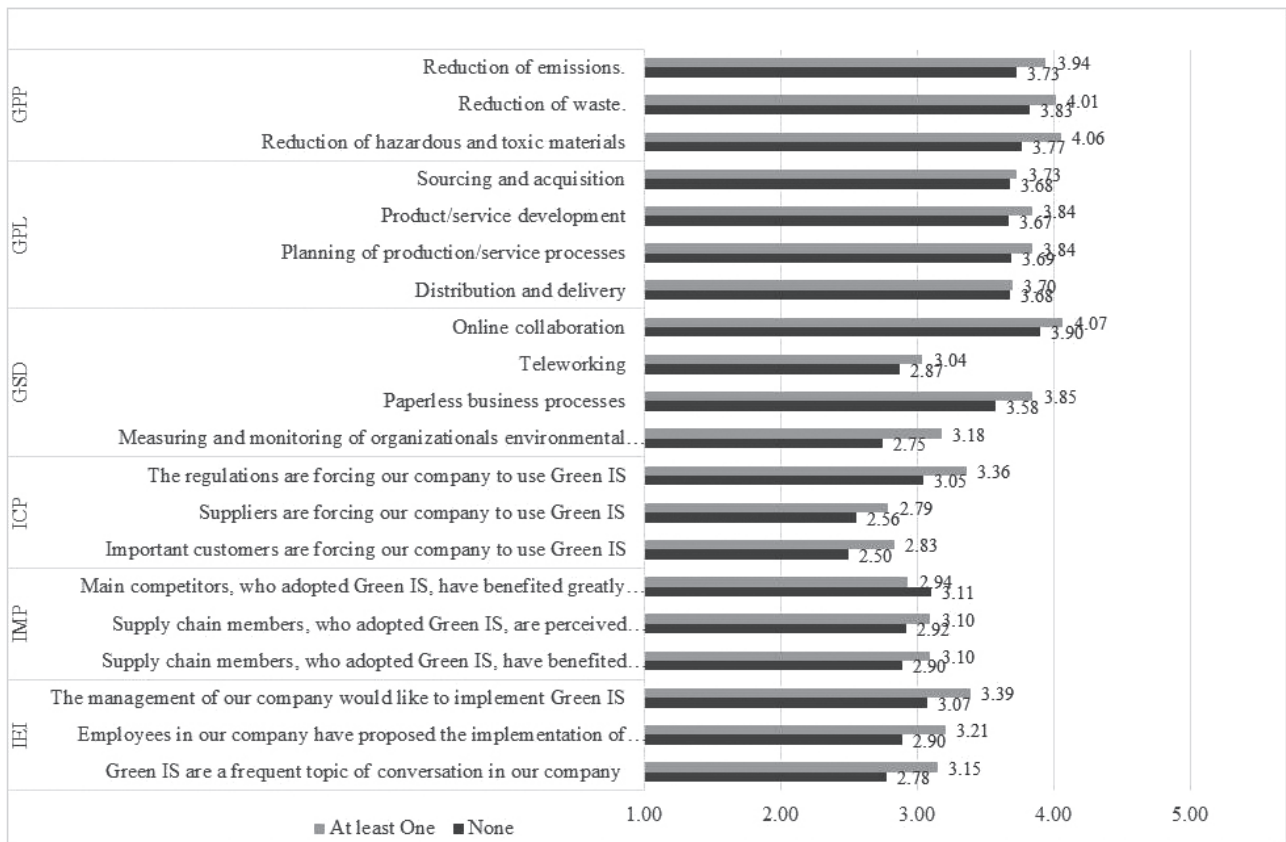 GPP
Reduction of emissions.
3.94
3.73
Reduction of waste.
4.01
3.83
Reduction of hazardous and toxic materials
4.06
3.77
GPL
Sourcing and acquisition
3.73
3.68
Product/service development
3.84
3.67
Planning of production/service processes
3.84
3.69
Distribution and delivery
3.70
3.68
GSD
Online collaboration
4.07
3.90
Teleworking
3.04
2.87
Paperless business processes
3.85
3.58
Measuring and monitoring of organizationals environmental…
3.18
2.75
ICP
The regulations are forcing our company to use Green IS
3.36
3.05
Suppliers are forcing our company to use Green IS
2.79
2.56
Important customers are forcing our company to use Green IS
2.83
2.50
IMP
Main competitors, who adopted Green IS, have benefited greatly…
2.94
3.11
Supply chain members, who adopted Green IS, are perceived…
3.10
2.92
Supply chain members, who adopted Green IS, have benefited…
3.10
2.90
IEI
The management of our company would like to implement Green IS
3.39
3.07
Employees in our company have proposed the implementation of…
3.21
2.90
Green IS are a frequent topic of conversation in our company
3.15
2.78
1.00 2.00 3.00 4.00 5.00
At least One None